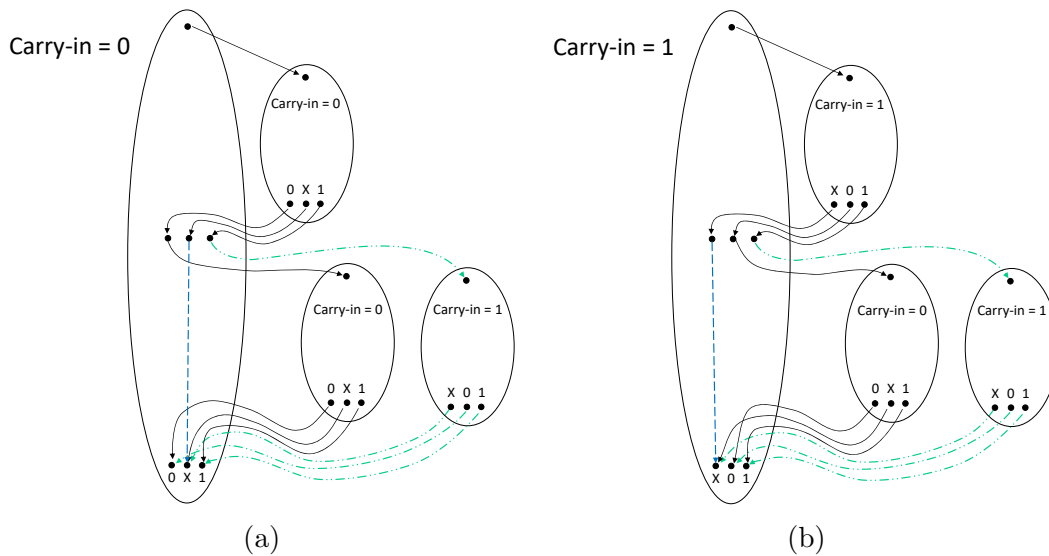 Carry-in = 0
Carry-in = 0
0 X 1
Carry-in = 0
Carry-in = 1
0 X 1
X 0 1
0 X 1
(a)
Carry-in = 1
Carry-in = 1
X 0 1
Carry-in = 0
Carry-in = 1
0 X 1
X 0 1
X 0 1
(b)